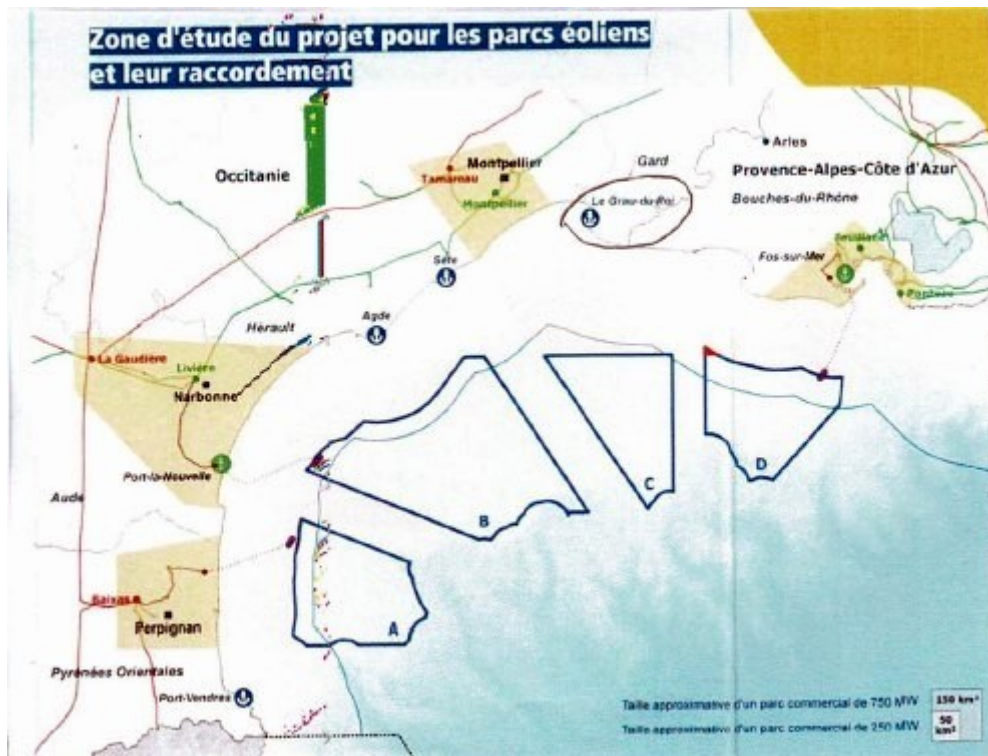 Zone d'étude du projet pour les parcs éoliens
et leur raccordement
Arles
Montpellier
Gard
Tamareau
Provence-Alpes-Côte d'Azur
Occitanie
Montpellier
Le Grau-du-Roi
Bouches-du-Rhône
Fos-sur-Mer
Sète
Ponteau
Agde
Hérault
La Gaudière
Livière
Narbonne
Port-la-Nouvelle
D
C
Aude
B
Baixas
Perpignan
A
Pyrénées Orientales
Port-Vendres
Taille approximative d'un parc commercial de 750 MW
150 km²
Taille approximative d'un parc commercial de 250 MW
50
km²